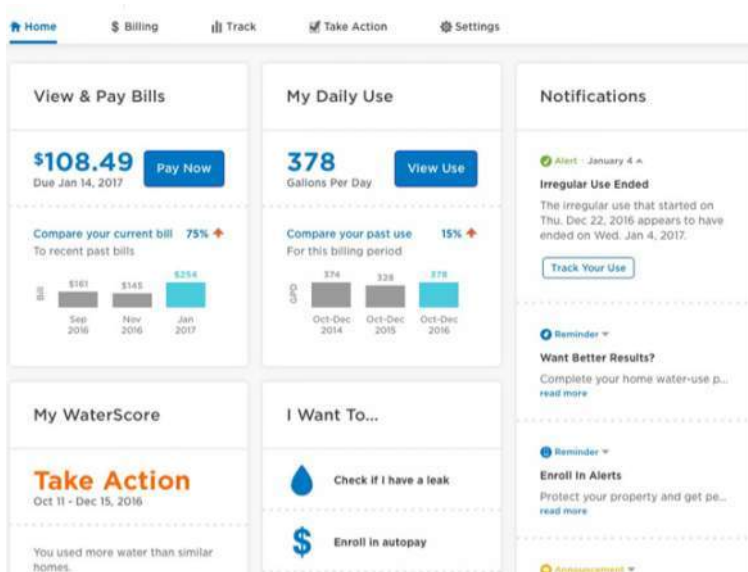 Home
$ Billing
Track
Take Action
Settings
View & Pay Bills
$108.49
Due Jan 14, 2017
Pay Now
Compare your current bill 75%
To recent past bills
Bill
$161
$145
$254
Sep
2016
Nov
2016
Jan
2017
My Daily Use
378
Gallons Per Day
View Use
Compare your past use 15%
For this billing period
GPD
374
328
378
Oct-Dec
2014
Oct-Dec
2015
Oct-Dec
2016
Notifications
Alert - January 4
Irregular Use Ended
The irregular use that started on
Thu. Dec 22, 2016 appears to have
ended on Wed. Jan 4, 2017.
Track Your Use
Reminder
Want Better Results?
Complete your home water-use p...
read more
Reminder
Enroll In Alerts
Protect your property and get pe...
read more
Announcement
My WaterScore
Take Action
Oct 11 - Dec 15, 2016
You used more water than similar
homes.
I Want To...
Check if I have a leak
$ Enroll in autopay